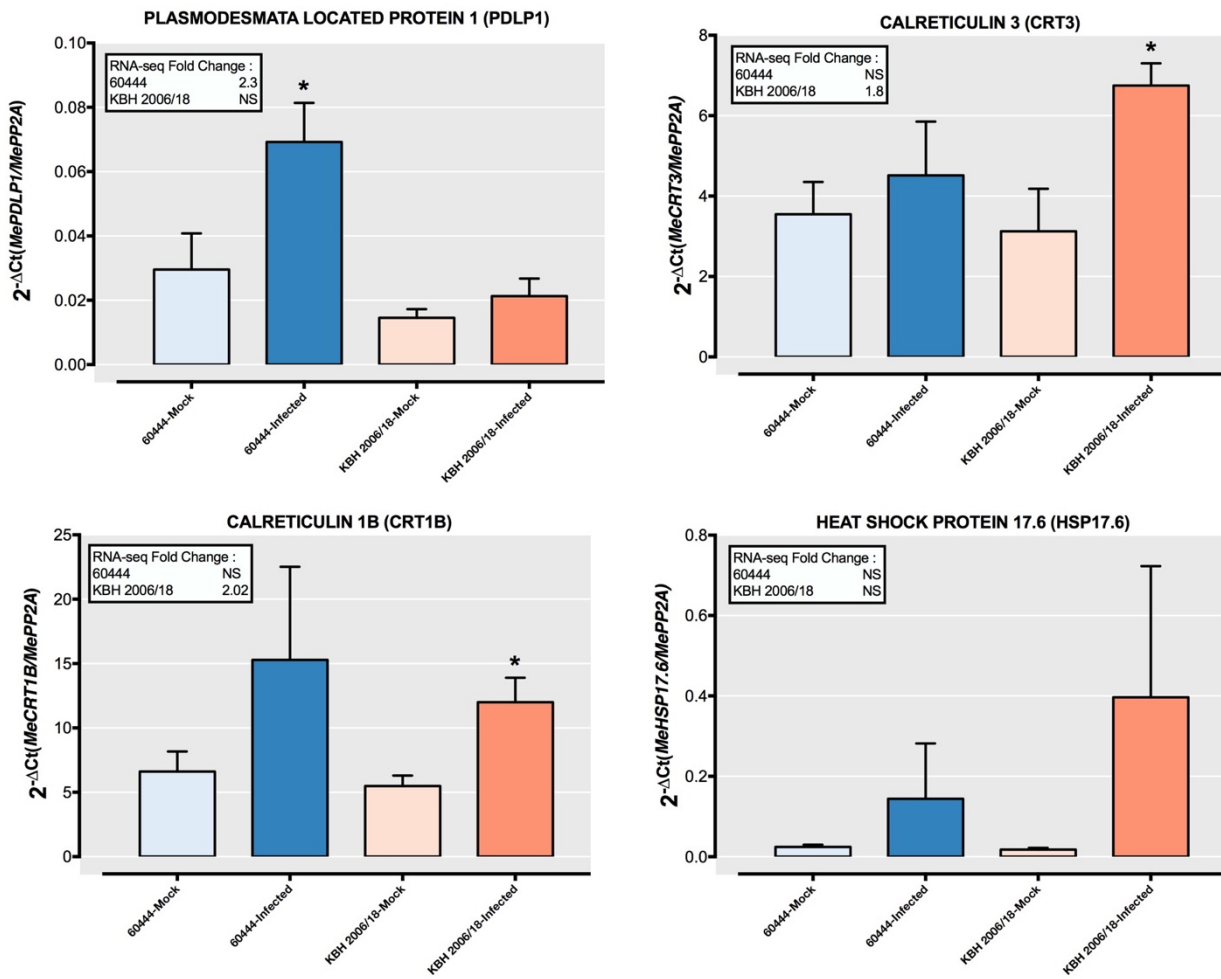 PLASMODESMATA LOCATED PROTEIN 1 (PDLP1)
2-ΔCt(MePDLP1/MePP2A)
0.10
0.08
0.06
0.04
0.02
0.00
RNA-seq Fold Change :
60444 2.3
KBH 2006/18 NS
*
60444-Mock
60444-Infected
KBH 2006/18-Mock
KBH 2006/18-Infected
CALRETICULIN 3 (CRT3)
2-ΔCt(MeCRT3/MePP2A)
8
6
4
2
0
RNA-seq Fold Change :
60444 NS
KBH 2006/18 1.8
*
60444-Mock
60444-Infected
KBH 2006/18-Mock
KBH 2006/18-Infected
CALRETICULIN 1B (CRT1B)
2-ΔCt(MeCRT1B/MePP2A)
25
20
15
10
5
0
RNA-seq Fold Change :
60444 NS
KBH 2006/18 2.02
*
60444-Mock
60444-Infected
KBH 2006/18-Mock
KBH 2006/18-Infected
HEAT SHOCK PROTEIN 17.6 (HSP17.6)
2-ΔCt(MeHSP17.6/MePP2A)
0.8
0.6
0.4
0.2
0.0
RNA-seq Fold Change :
60444 NS
KBH 2006/18 NS
60444-Mock
60444-Infected
KBH 2006/18-Mock
KBH 2006/18-Infected